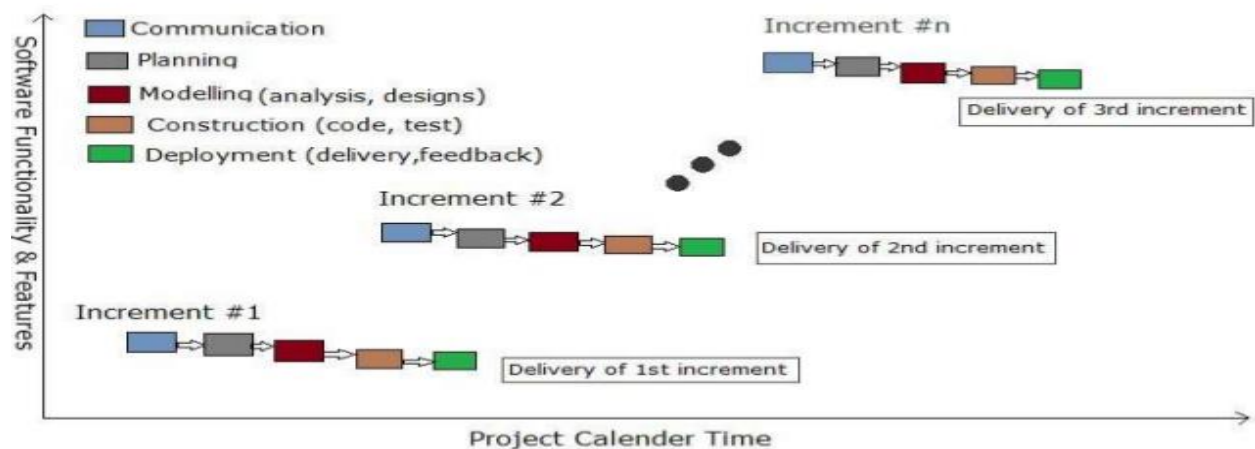 Communication
Planning
Modelling (analysis, designs)
Construction (code, test)
Deployment (delivery,feedback)
Increment #n
Delivery of 3rd increment
Increment #2
Delivery of 2nd increment
Increment #1
Delivery of 1st increment
Software Functionality & Features
Project Calender Time